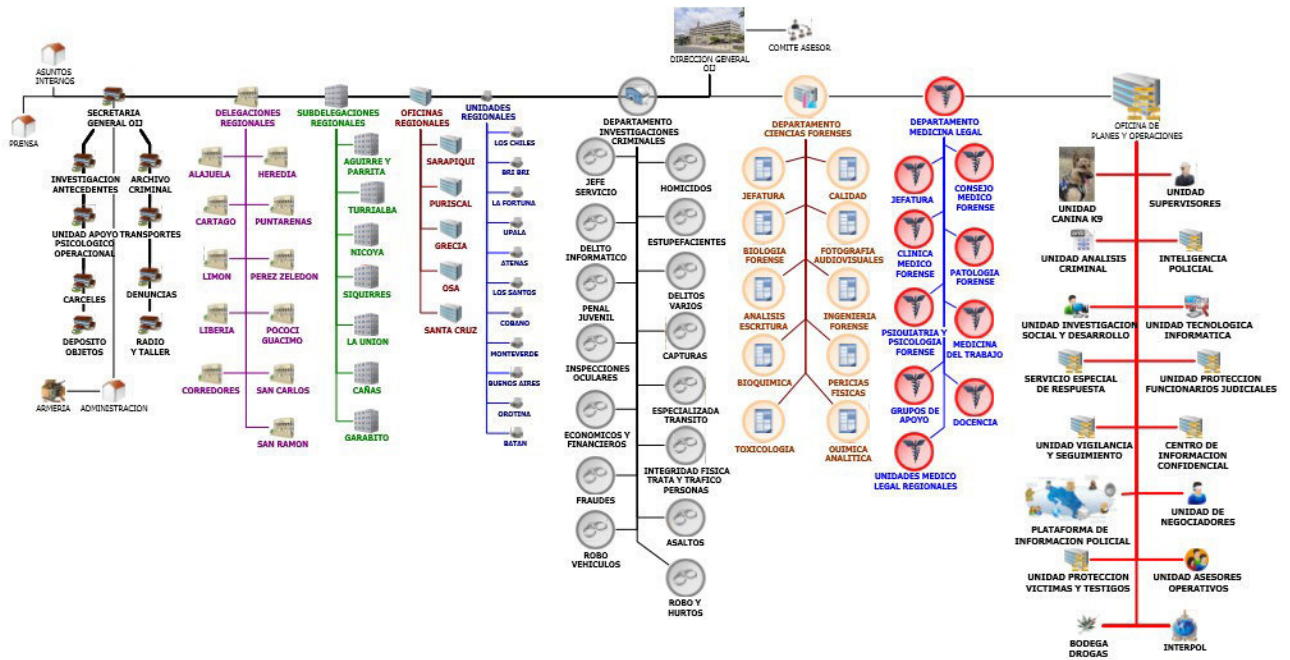 DIRECCION GENERAL
OIJ
COMITE ASESOR
ASUNTOS
INTERNOS
PRENSA
SECRETARIA
GENERAL OIJ
INVESTIGACION
ANTECEDENTES
ARCHIVO
CRIMINAL
UNIDAD APOYO
PSICOLOGICO
OPERACIONAL
TRANSPORTES
CARCELES
DENUNCIAS
DEPOSITO
OBJETOS
RADIO
Y TALLER
ARMERIA
ADMINISTRACION
DELEGACIONES
REGIONALES
ALAJUELA
HEREDIA
CARTAGO
PUNTARENAS
LIMON
PEREZ ZELEDON
LIBERIA
POCOCI
GUACIMO
CORREDORES
SAN CARLOS
SAN RAMON
SUBDELEGACIONES
REGIONALES
AGUIRRE Y
PARRITA
TURRIALBA
NICOYA
SIQUIRRES
LA UNION
CAÑAS
GARABITO
OFICINAS
REGIONALES
SARAPIQUI
PURISCAL
GRECIA
OSA
SANTA CRUZ
UNIDADES
REGIONALES
LOS CHILES
BRI BRI
LA FORTUNA
UPALA
ATENAS
LOS SANTOS
COBANO
MONTEVERDE
BUENOS AIRES
OROTINA
BATAN
DEPARTAMENTO
INVESTIGACIONES
CRIMINALES
JEFE
SERVICIO
HOMICIDOS
DELITO
INFORMATICO
ESTUPEFACIENTES
PENAL
JUVENIL
DELITOS
VARIOS
INSPECCIONES
OCULARES
CAPTURAS
ECONOMICOS Y
FINANCIEROS
ESPECIALIZADA
TRANSITO
FRAUDES
INTEGRIDAD FISICA
TRATA Y TRAFICO
PERSONAS
ROBO
VEHICULOS
ASALTOS
ROBO Y
HURTOS
DEPARTAMENTO
CIENCIAS FORENSES
JEFATURA
CALIDAD
BIOLOGIA
FORENSE
FOTOGRAFIA
AUDIOVISUALES
ANALISIS
ESCRITURA
INGENIERIA
FORENSE
BIOQUIMICA
PERICIAS
FISICAS
TOXICOLOGIA
QUIMICA
ANALITICA
DEPARTAMENTO
MEDICINA LEGAL
JEFATURA
CONSEJO
MEDICO
FORENSE
CLINICA
MEDICO
FORENSE
PATOLOGIA
FORENSE
PSIQUIATRIA Y
PSICOLOGIA
FORENSE
MEDICINA
DEL TRABAJO
GRUPOS DE
APOYO
DOCENCIA
UNIDADES MEDICO
LEGAL REGIONALES
OFICINA DE
PLANES Y OPERACIONES
UNIDAD
CANINA K9
UNIDAD
SUPERVISORES
UNIDAD ANALISIS
CRIMINAL
INTELIGENCIA
POLICIAL
UNIDAD INVESTIGACION
SOCIAL Y DESARROLLO
UNIDAD TECNOLOGICA
INFORMATICA
SERVICIO ESPECIAL
DE RESPUESTA
UNIDAD PROTECCION
FUNCIONARIOS JUDICIALES
UNIDAD VIGILANCIA
Y SEGUIMIENTO
CENTRO DE
INFORMACION
CONFIDENCIAL
PLATAFORMA DE
INFORMACION POLICIAL
UNIDAD DE
NEGOCIADORES
UNIDAD PROTECCION
VICTIMAS Y TESTIGOS
UNIDAD ASESORES
OPERATIVOS
BODEGA
DROGAS
INTERPOL